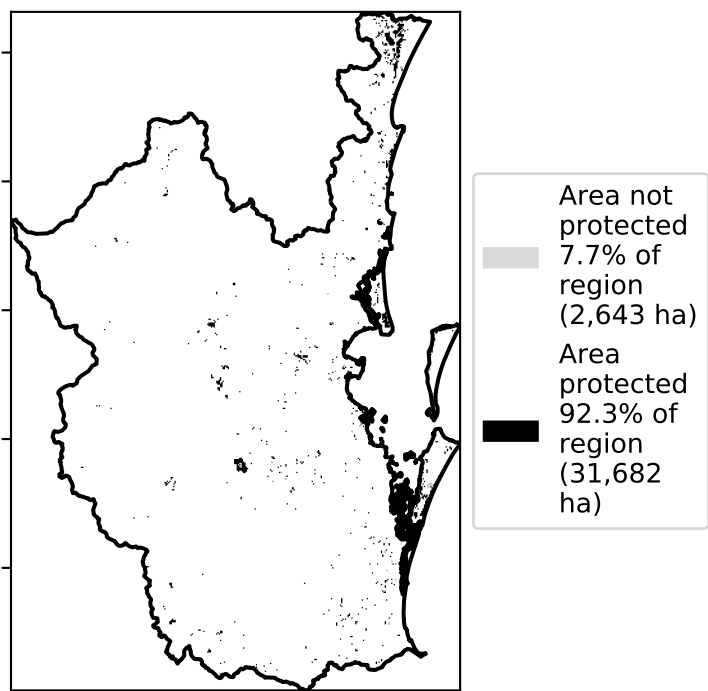 Area not
protected
7.7% of
region
(2,643 ha)
Area
protected
92.3% of
region
(31,682
ha)